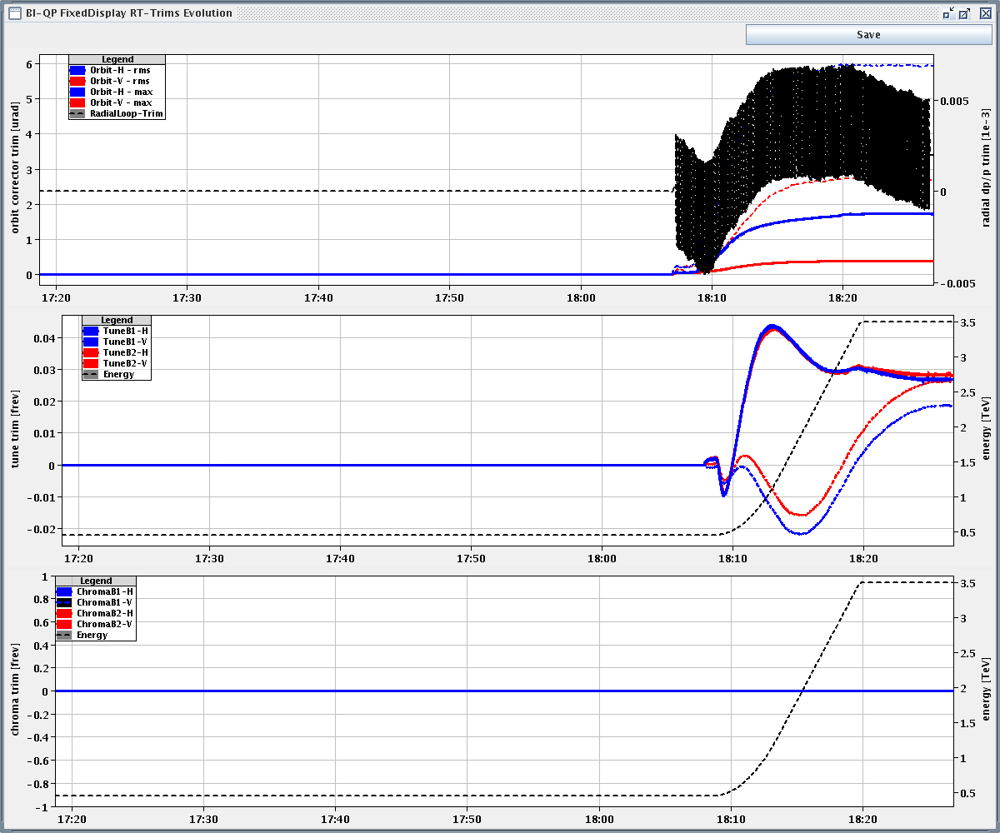 BI-QP FixedDisplay RT-Trims Evolution
Save
Legend
Orbit-H - rms
Orbit-V - rms
Orbit-H - max
Orbit-V - max
RadialLoop-Trim
orbit corrector trim [urad]
6
5
4
3
2
1
0
radial dp/p trim [1e-3]
0.005
0
-0.005
17:20 17:30 17:40 17:50 18:00 18:10 18:20
Legend
TuneB1-H
TuneB1-V
TuneB2-H
TuneB2-V
Energy
tune trim [frev]
0.04
0.03
0.02
0.01
0
-0.01
-0.02
energy [TeV]
3.5
3
2.5
2
1.5
1
0.5
17:20 17:30 17:40 17:50 18:00 18:10 18:20
Legend
ChromaB1-H
ChromaB1-V
ChromaB2-H
ChromaB2-V
Energy
chroma trim [frev]
1
0.8
0.6
0.4
0.2
0
-0.2
-0.4
-0.6
-0.8
-1
energy [TeV]
3.5
3
2.5
2
1.5
1
0.5
17:20 17:30 17:40 17:50 18:00 18:10 18:20